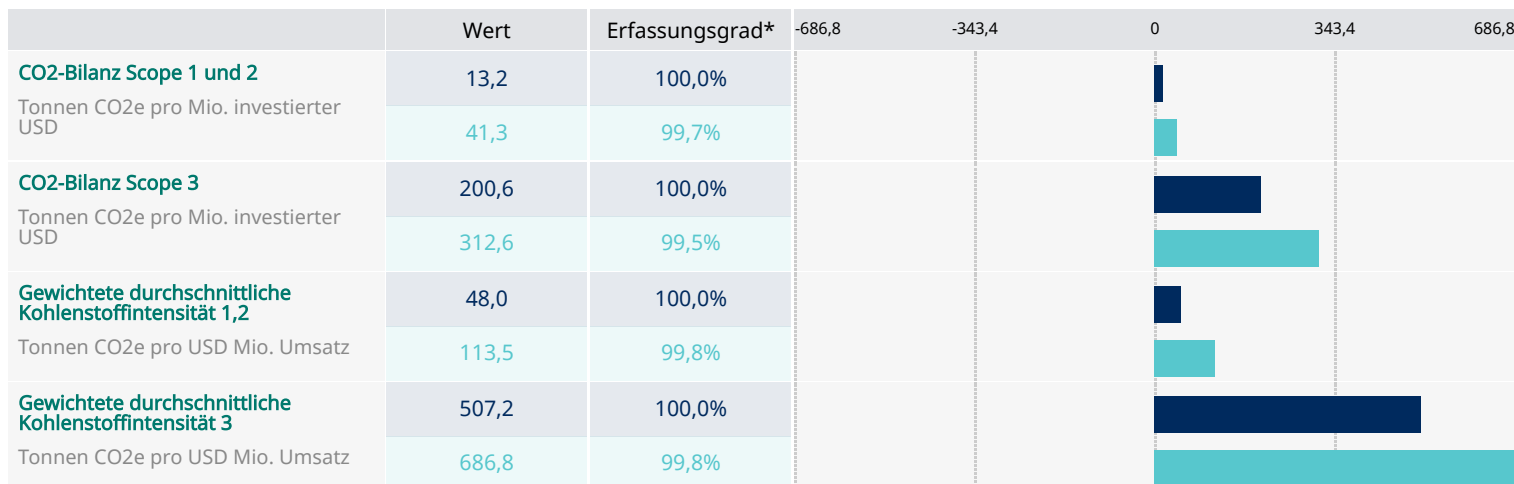 Wert Erfassungsgrad* -686,8 -343,4 0 343,4 686,8
CO2-Bilanz Scope 1 und 2
Tonnen CO2e pro Mio. investierter
USD
13,2 100,0%
41,3 99,7%
CO2-Bilanz Scope 3
Tonnen CO2e pro Mio. investierter
USD
200,6 100,0%
312,6 99,5%
Gewichtete durchschnittliche
Kohlenstoffintensität 1,2
Tonnen CO2e pro USD Mio. Umsatz
48,0 100,0%
113,5 99,8%
Gewichtete durchschnittliche
Kohlenstoffintensität 3
Tonnen CO2e pro USD Mio. Umsatz
507,2 100,0%
686,8 99,8%